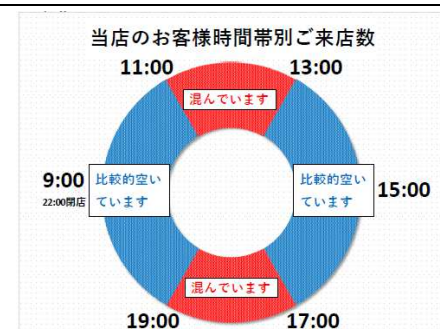 当店のお客様時間帯別ご来店数
11:00
13:00
混んでいます
9:00
22:00閉店
比較的空い
ています
比較的空い
ています
15:00
混んでいます
19:00
17:00